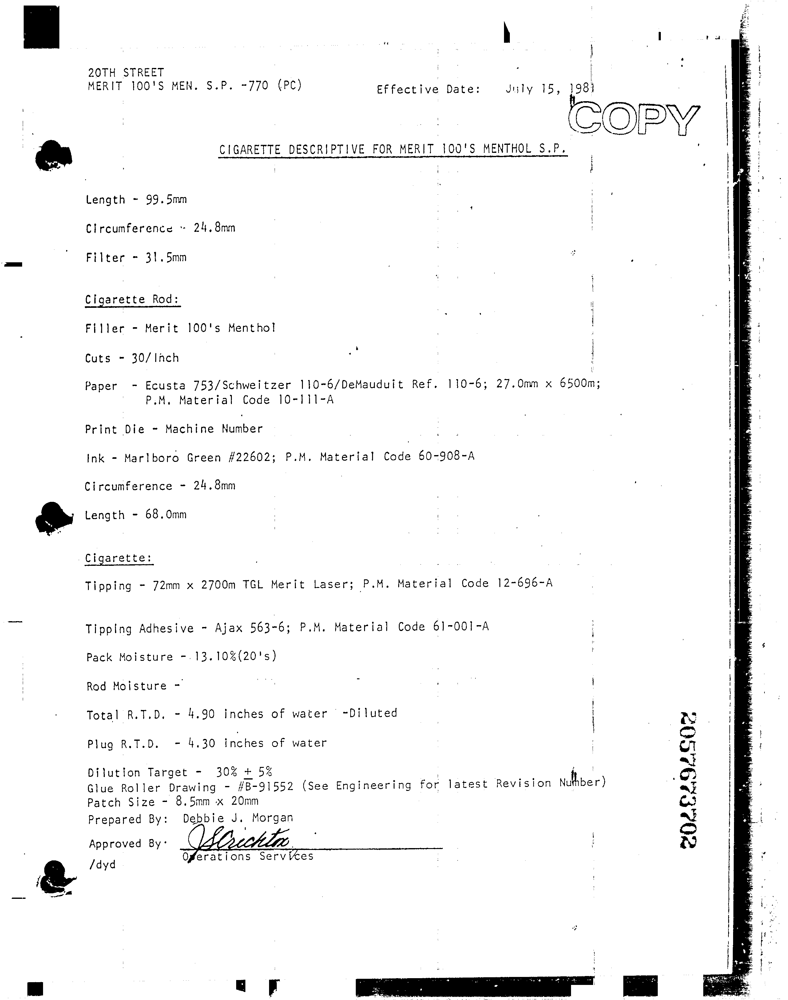 20TH STREET
MERIT 100'S MEN. S.P. -770 (PC)
Effective Date: July 15, 1981
COPY
CIGARETTE DESCRIPTIVE FOR MERIT 100'S MENTHOL S.P.
Length - 99.5mm
Circumference - 24.8mm
Filter - 31.5mm
Cigarette Rod:
Filler - Merit 100's Menthol
Cuts - 30/Inch
Paper - Ecusta 753/Schweitzer 110-6/DeMauduit Ref. 110-6; 27.0mm x 6500m;
P.M. Material Code 10-111-A
Print Die - Machine Number
Ink - Marlboro Green #22602; P.M. Material Code 60-908-A
Circumference - 24.8mm
Length - 68.0mm
Cigarette:
Tipping - 72mm x 2700m TGL Merit Laser; P.M. Material Code 12-696-A
Tipping Adhesive - Ajax 563-6; P.M. Material Code 61-001-A
Pack Moisture - 13.10%(20's)
Rod Moisture -
Total R.T.D. - 4.90 inches of water -Diluted
Plug R.T.D. - 4.30 inches of water
Dilution Target - 30% ± 5%
Glue Roller Drawing - #B-91552 (See Engineering for latest Revision Number)
Patch Size - 8.5mm x 20mm
Prepared By: Debbie J. Morgan
Approved By:
Operations Services
/dyd
2057673702